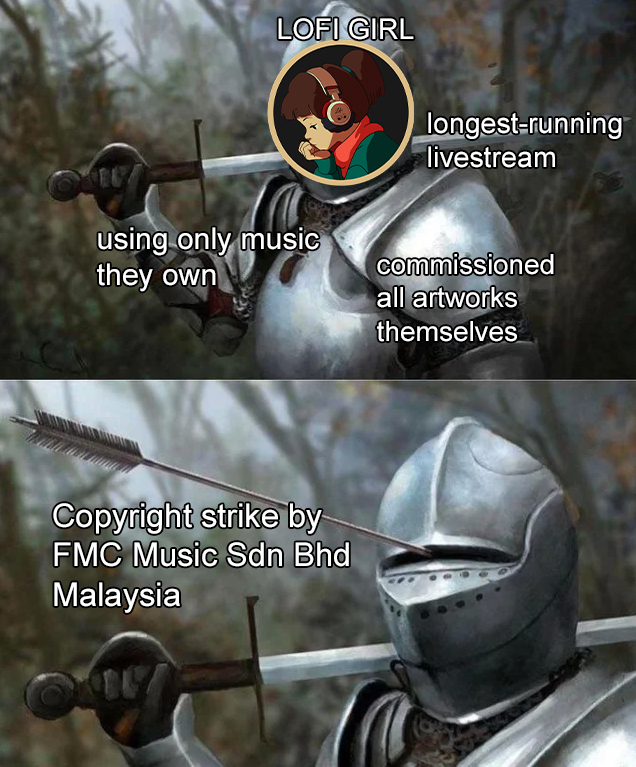 LOFI GIRL
longest-running
livestream
using only music
they own
commissioned
all artworks
themselves
Copyright strike by
FMC Music Sdn Bhd
Malaysia